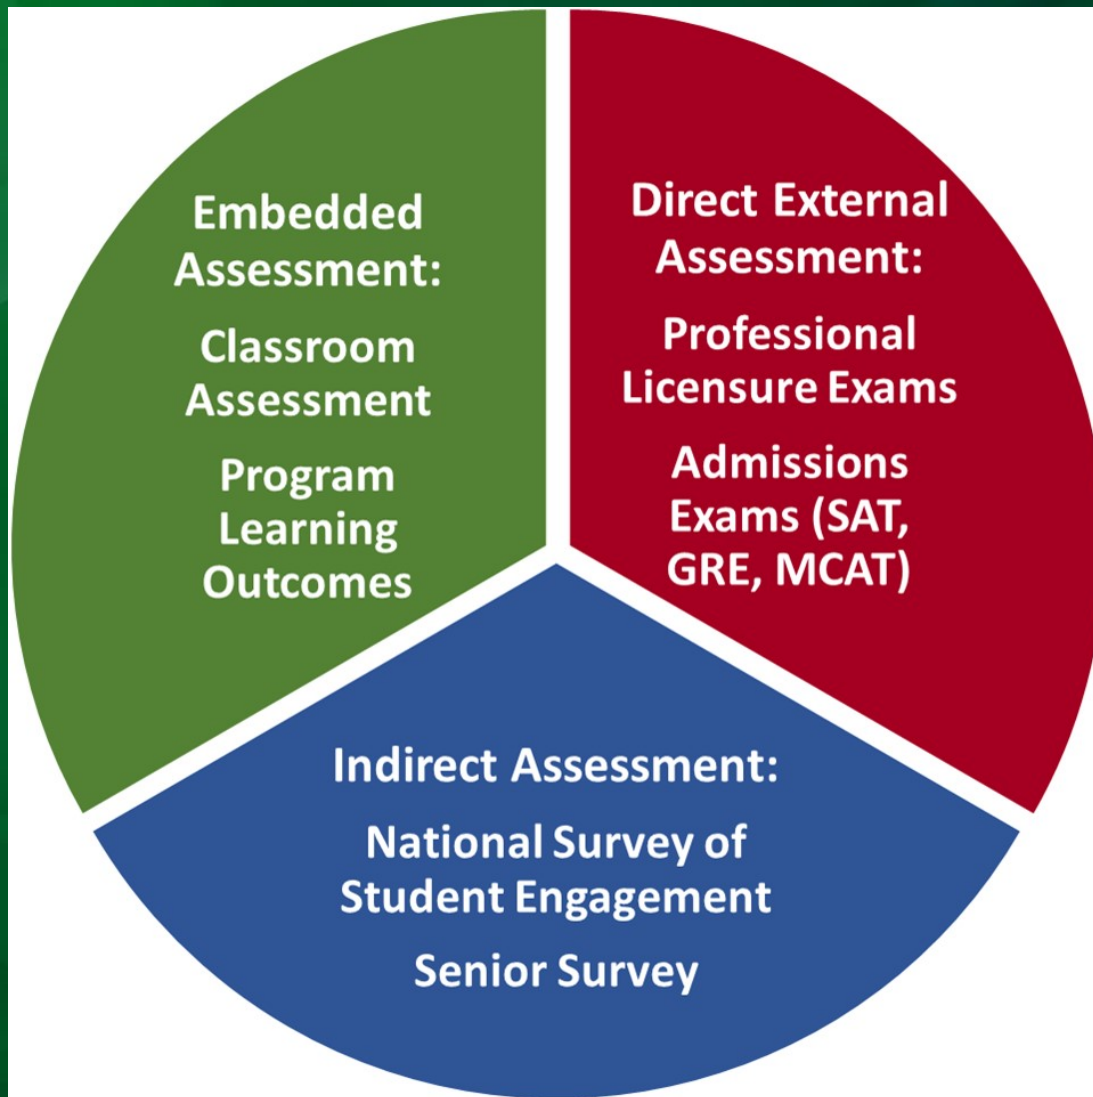 Embedded
Assessment:
Classroom
Assessment
Program
Learning
Outcomes
Direct External
Assessment:
Professional
Licensure Exams
Admissions
Exams (SAT,
GRE, MCAT)
Indirect Assessment:
National Survey of
Student Engagement
Senior Survey